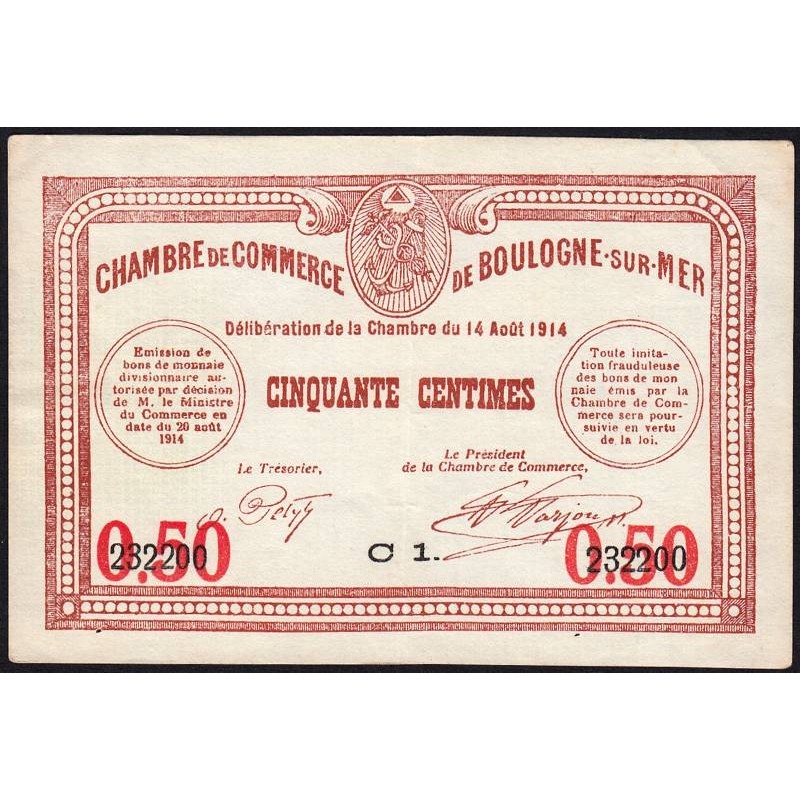 CHAMBRE DE COMMERCE DE BOULOGNE-SUR-MER
Délibération de la Chambre du 14 Août 1914
Emission de
bons de monnaie
divisionnaire au-
torisée par décision
de M. le Ministre
du Commerce en
date du 20 août
1914
CINQUANTE CENTIMES
Toute imita-
tion frauduleuse
des bons de mon
naie émis par la
Chambre de Com-
merce sera pour-
suivie en vertu
de la loi.
Le Trésorier,
Le Président
de la Chambre de Commerce,
0.50
232200
C 1.
0.50
232200